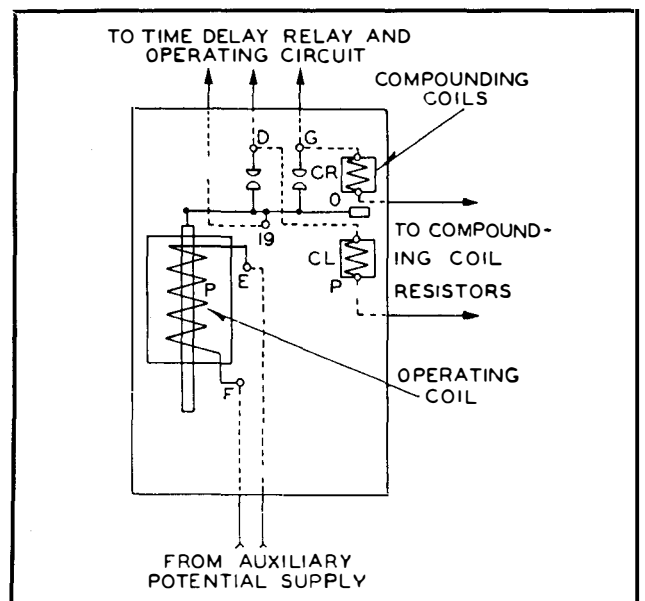 TO TIME DELAY RELAY AND
OPERATING CIRCUIT
COMPOUNDING
COILS
D
G
CR
O
19
TO COMPOUND-
ING COIL
RESISTORS
CL
P
E
P
F
OPERATING
COIL
FROM AUXILIARY
POTENTIAL SUPPLY